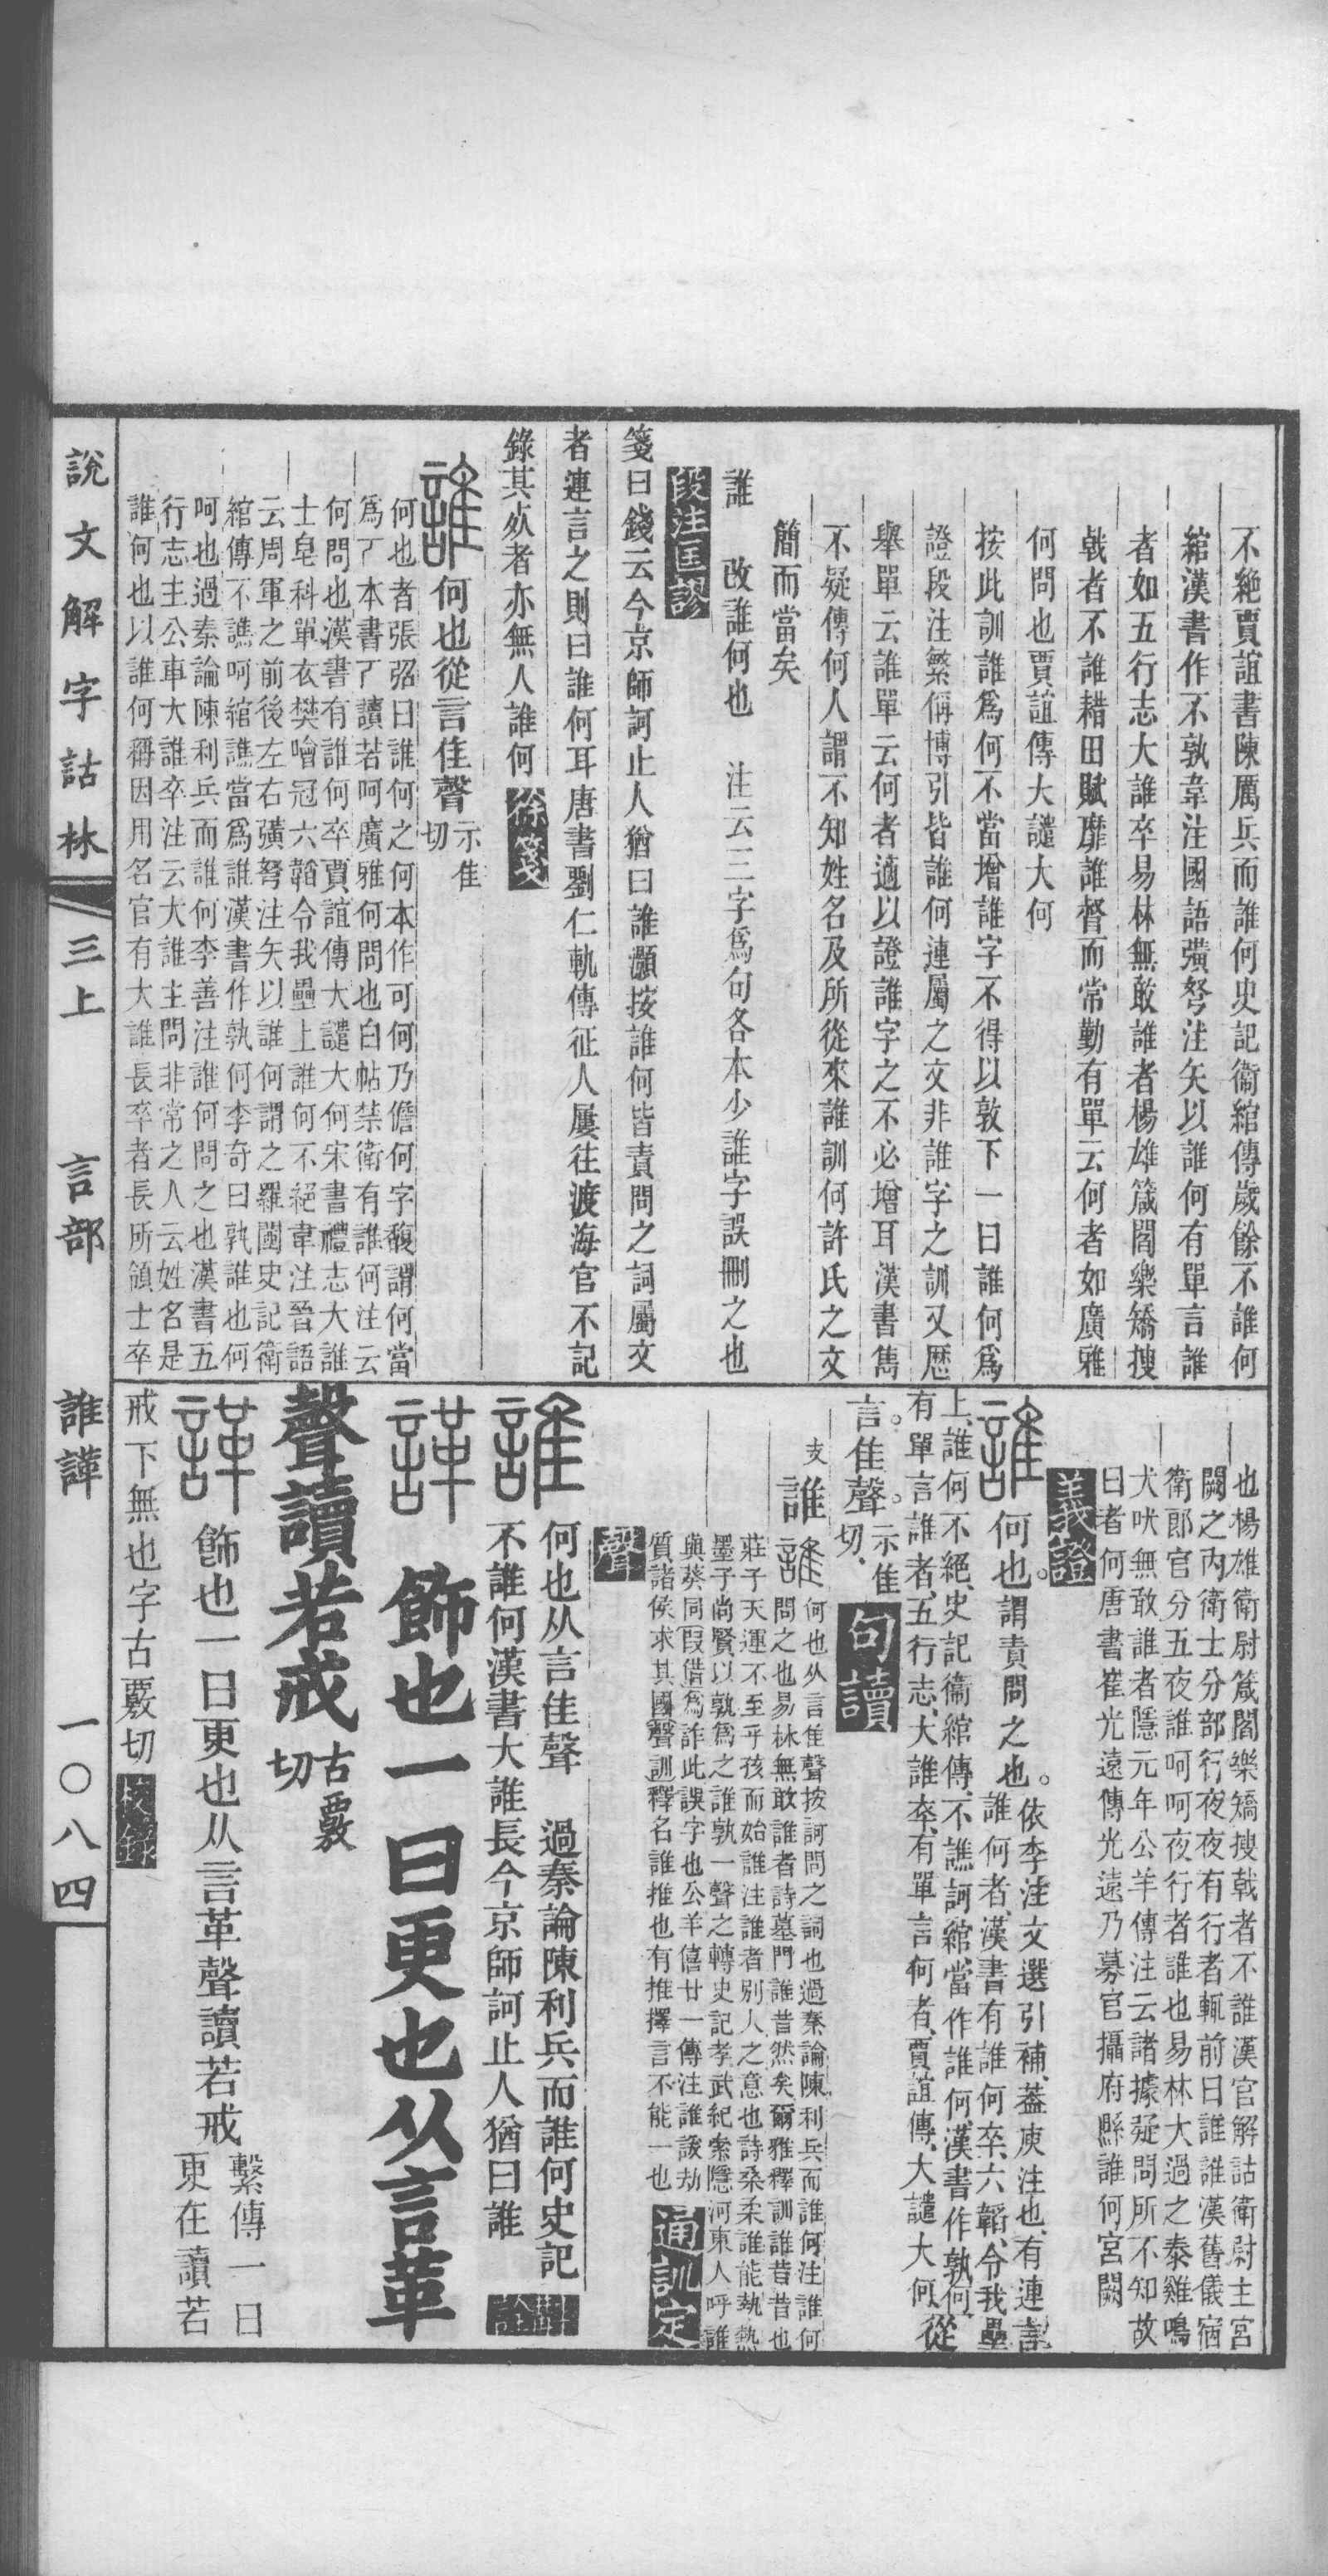 不絶賈誼書陳厲兵而誰何史記衞綰傳歲餘不誰何
綰漢書作不孰韋注國語彉弩注矢以誰何有單言誰
者如五行志大誰卒易林無敢誰者楊雄箴閻樂矯搜
戟者不誰耤田賦靡誰督而常勤有單云何者如廣雅
何問也賈誼傳大譴大何
按此訓誰爲何不當增誰字不得以敦下一曰誰何爲
證段注繁偁博引皆誰何連屬之文非誰字之訓又歷
舉單云誰單云何者適以證誰字之不必增耳漢書雋
不疑傳何人謂不知姓名及所從來誰訓何許氏之文
簡而當矣
段注匡謬
誰 改誰何也 注云三字爲句各本少誰字誤刪之也
箋曰錢云今京師訶止人猶曰誰灝按誰何皆責問之詞屬文
者連言之則曰誰何耳唐書劉仁軌傳征人屢往渡海官不記
錄其姓者亦無人誰何 徐箋
誰 何也從言隹聲
示隹
切
何也者張弨曰誰何之何本作可何乃儋何字馥謂何當
爲丆本書丆讀若呵廣雅何問也白帖禁衛有誰何注云
何問也漢書有誰何卒賈誼傳大譴大何宋書禮志大誰
士皂科單衣樊噲冠六韜令我壘上誰何不絕韋注晉語
云周軍之前後左右彉弩注矢以誰何謂之羅闉史記衛
綰傳不譙呵綰譙當爲誰漢書作孰何李奇曰孰誰也何
呵也過秦論陳利兵而誰何李善注誰何問之也漢書五
行志主公車大誰卒注云大誰主問非常之人云姓名是
誰何也以誰何稱因用名官有大誰長卒者長所領士卒
也楊雄衛尉箴閻樂矯搜戟者不誰漢官解詁衛尉主宮
闕之內衛士分部行夜夜有行者輒前曰誰誰漢舊儀宿
衛郎官分五夜誰呵呵夜行者誰也易林大過之泰雞鳴
犬吠無敢誰者隱元年公羊傳注云諸據疑問所不知故
曰者何唐書崔光遠傳光遠乃募官攝府縣誰何宮闕
義證
誰 何也。謂責問之也。
依李注文選引補、葢庾注也、有連言
誰何者、漢書有誰何卒、六韜、令我壘
上、誰何不絕、史記衞綰傳、不譙訶綰、當作誰何、漢書作孰何、
有單言誰者、五行志、大誰卒、有單言何者、賈誼傳、大譴大何、從
言。隹聲。
示隹
切、
句讀
支 誰
誰 何也从言隹聲按訶問之詞也過秦論陳利兵而誰何注誰何
問之也易林無敢誰者詩墓門誰昔然矣爾雅釋訓誰昔昔也
莊子天運不至乎孩而始誰注誰者別人之意也詩桑柔誰能執熱
墨子尚賢以孰爲之誰孰一聲之轉史記孝武紀索隱河東人呼誰
與葵同叚借爲詐此誤字也公羊僖廿一傳注誰諼劫
質諸侯求其國聲訓釋名誰推也有推擇言不能一也
通訓定
聲
誰 何也从言隹聲 過秦論陳利兵而誰何史記
不誰何漢書大誰長今京師訶止人猶曰誰
諽 飾也一曰更也从言革
聲讀若戒
古覈
切
諽 飾也一曰更也从言革聲讀若戒
繫傳一曰
更在讀若
戒下無也字古覈切 校錄
說文解字詁林 三上 言部 誰諽 一〇八四